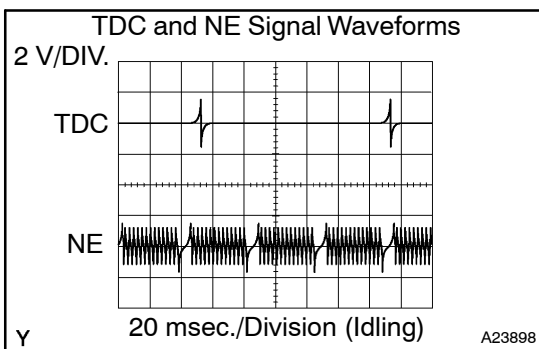 TDC and NE Signal Waveforms
2 V/DIV.
TDC
NE
20 msec./Division (Idling)
Y
A23898